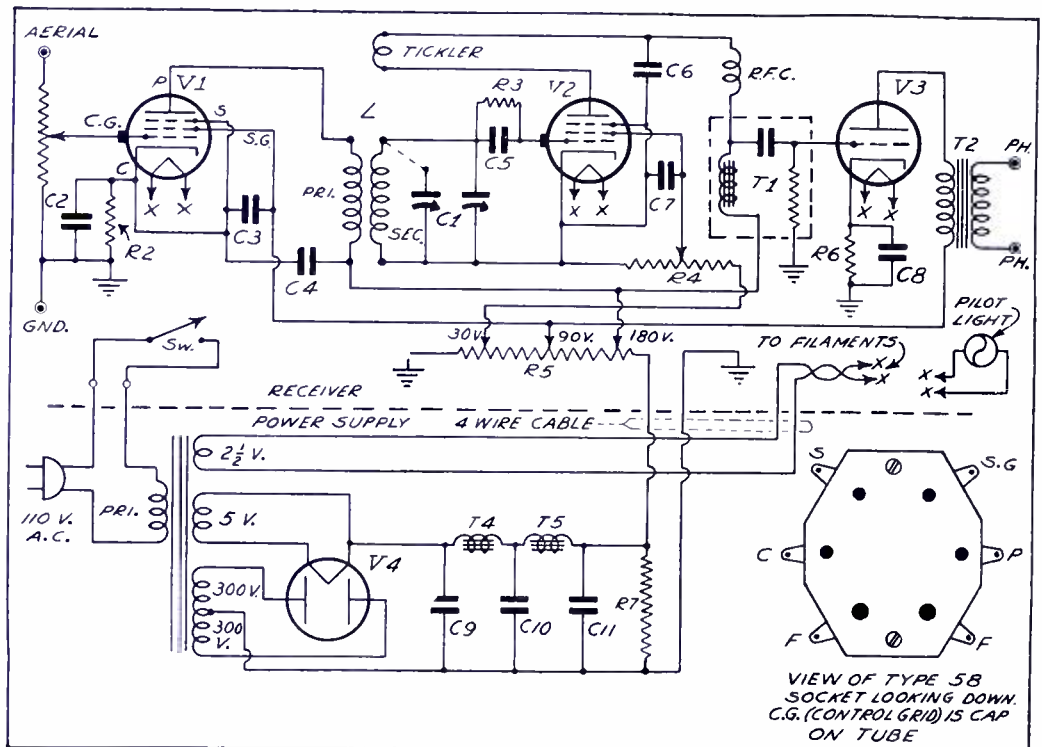 AERIAL
P
V1
C.G.
S
S.G.
C
X X
C2
R2
C3
GND.
C4
TICKLER
L
PRI.
SEC.
R3
C5
C1
V2
X X
C6
C7
R4
R.F.C.
T1
V3
X X
R6
C8
T2
PH.
PH.
PILOT
LIGHT
Sw.
30V.
90V.
180V.
R5
TO FILAMENTS
X
X
X
X
RECEIVER
POWER SUPPLY 4 WIRE CABLE
110 V.
A.C.
PRI.
2½ V.
5 V.
300V.
300
V.
V4
T4
T5
C9
C10
C11
R7
S
S.G
C
P
F
F
VIEW OF TYPE 58
SOCKET LOOKING DOWN.
C.G. (CONTROL GRID) IS CAP
ON TUBE